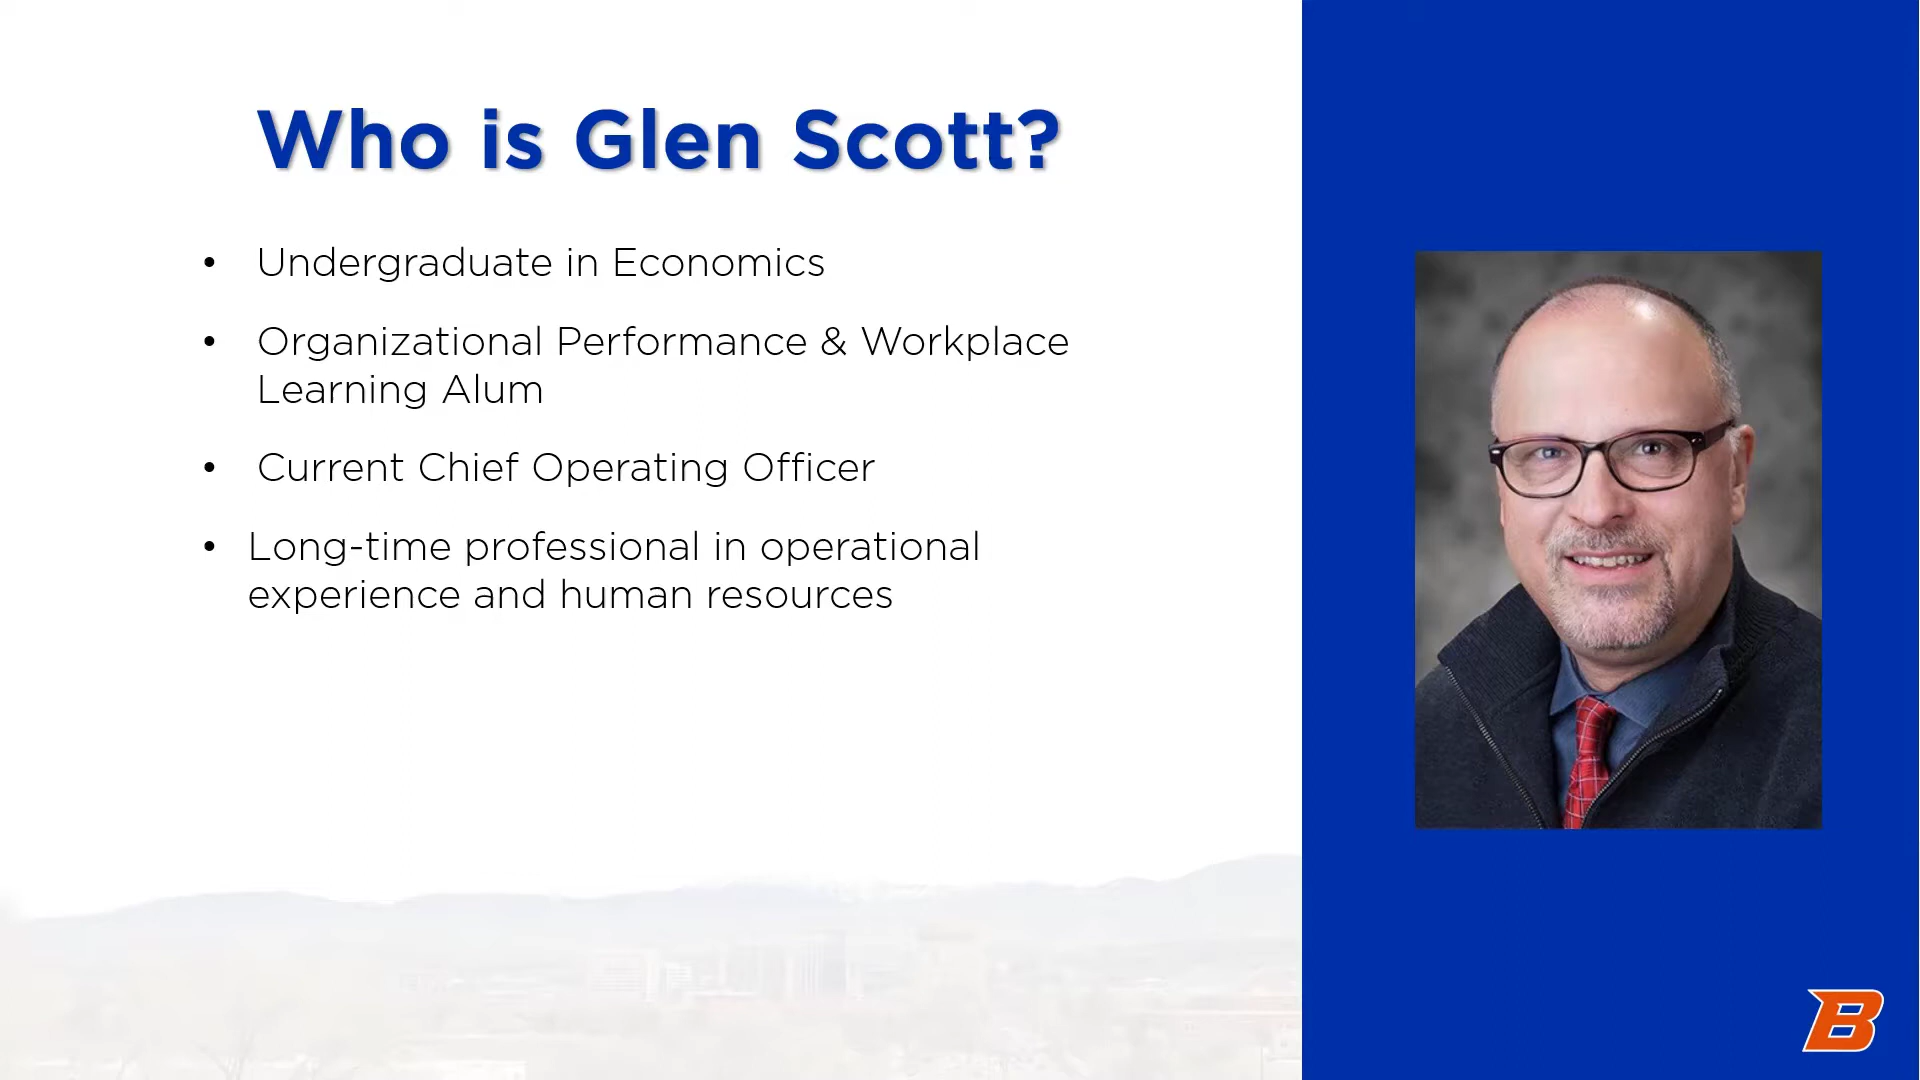 Who is Glen Scott?
• Undergraduate in Economics
• Organizational Performance & Workplace
Learning Alum
• Current Chief Operating Officer
• Long-time professional in operational
experience and human resources
B